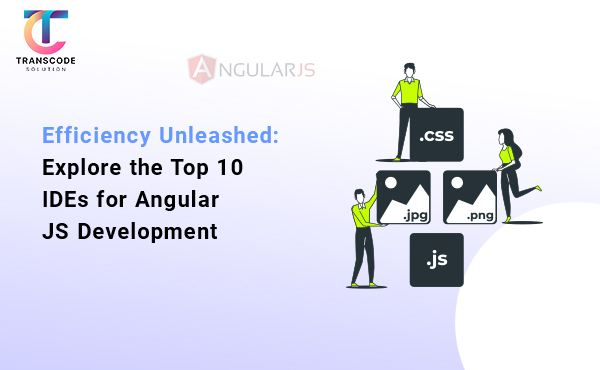 TRANSCODE
SOLUTION
ANGULARJS
Efficiency Unleashed:
Explore the Top 10
IDEs for Angular
JS Development
.css
.jpg
.png
.js